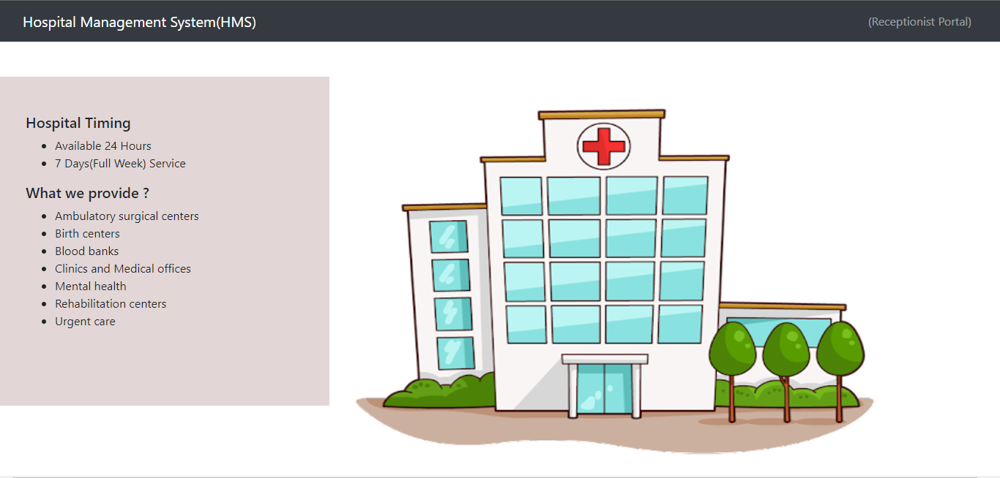 Hospital Management System(HMS)
(Receptionist Portal)
Hospital Timing
Available 24 Hours
7 Days(Full Week) Service
What we provide ?
Ambulatory surgical centers
Birth centers
Blood banks
Clinics and Medical offices
Mental health
Rehabilitation centers
Urgent care